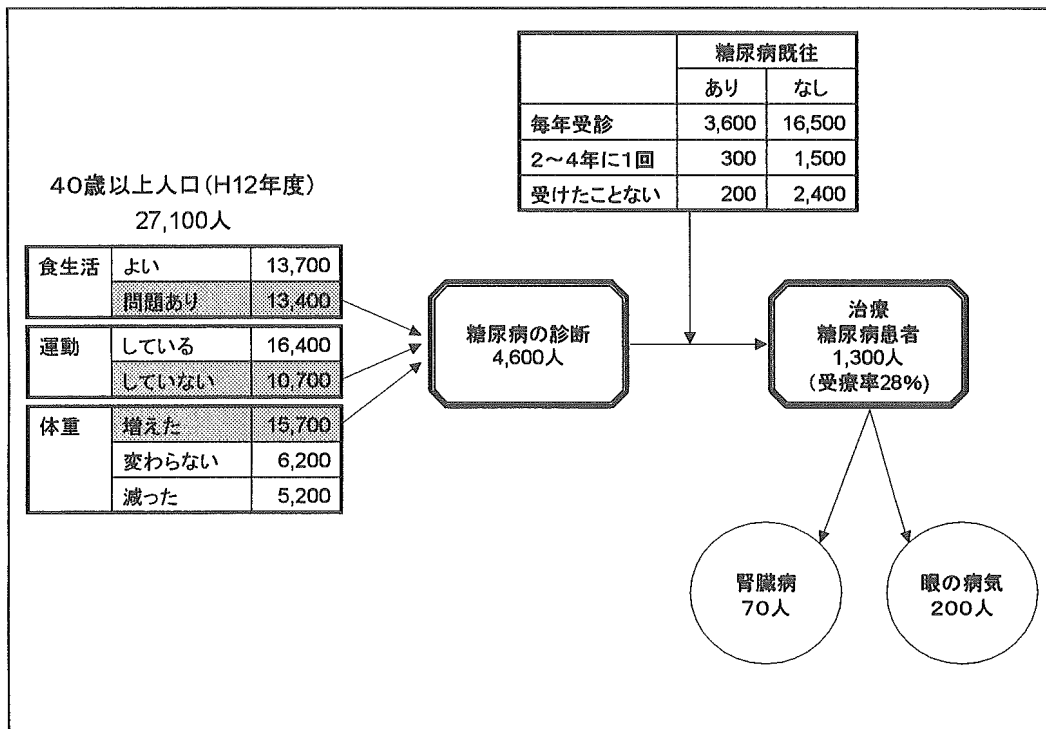 糖尿病既往
あり なし
毎年受診 3,600 16,500
2～4年に1回 300 1,500
受けたことない 200 2,400
40歳以上人口(H12年度)
27,100人
食生活 よい 13,700
問題あり 13,400
運動 している 16,400
していない 10,700
体重 増えた 15,700
変わらない 6,200
減った 5,200
糖尿病の診断
4,600人
治療
糖尿病患者
1,300人
(受療率28%)
腎臓病
70人
眼の病気
200人